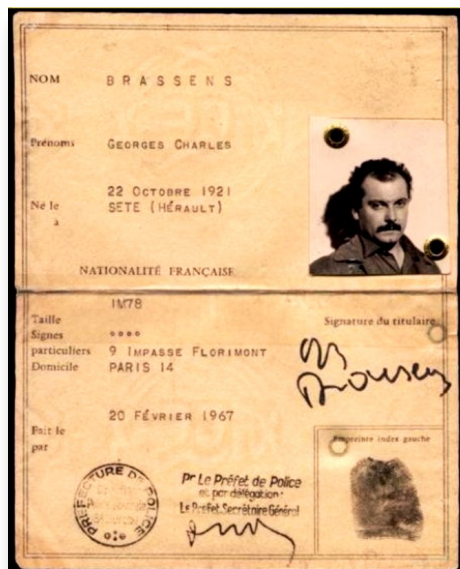 NOM BRASSENS
Prénoms GEORGES CHARLES
22 OCTOBRE 1921
Né le SETE (HÉRAULT)
à
NATIONALITÉ FRANÇAISE
Taille 1M78
Signes ****
particuliers 9 IMPASSE FLORIMONT
Domicile PARIS 14
Signature du titulaire
Brassens
20 FÉVRIER 1967
Fait le
par
PREFECTURE DE POLICE
Pr Le Préfet de Police
et par délégation:
Le Préfet Secrétaire Général
Empreinte index gauche